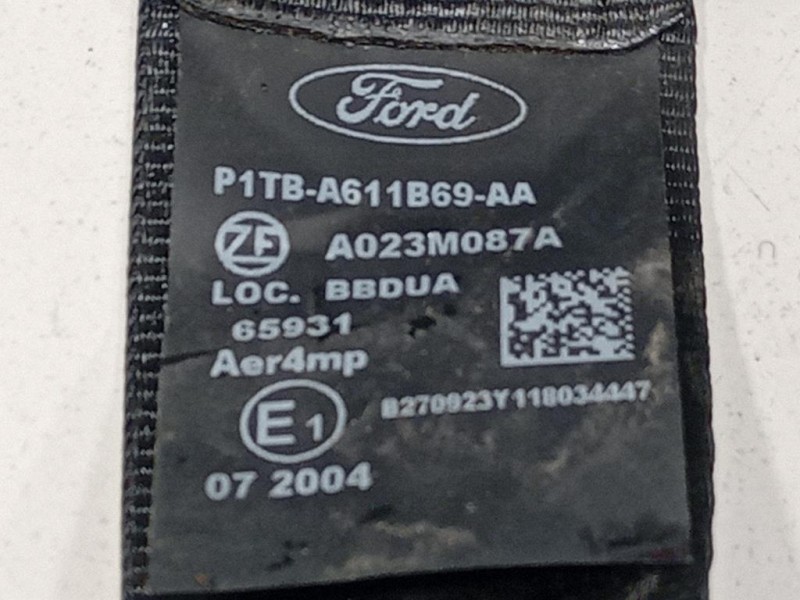 Ford
P1TB-A611B69-AA
ZF A023M087A
LOC. BBDUA
65931
Aer4mp
E1
B270923Y118034447
07 2004